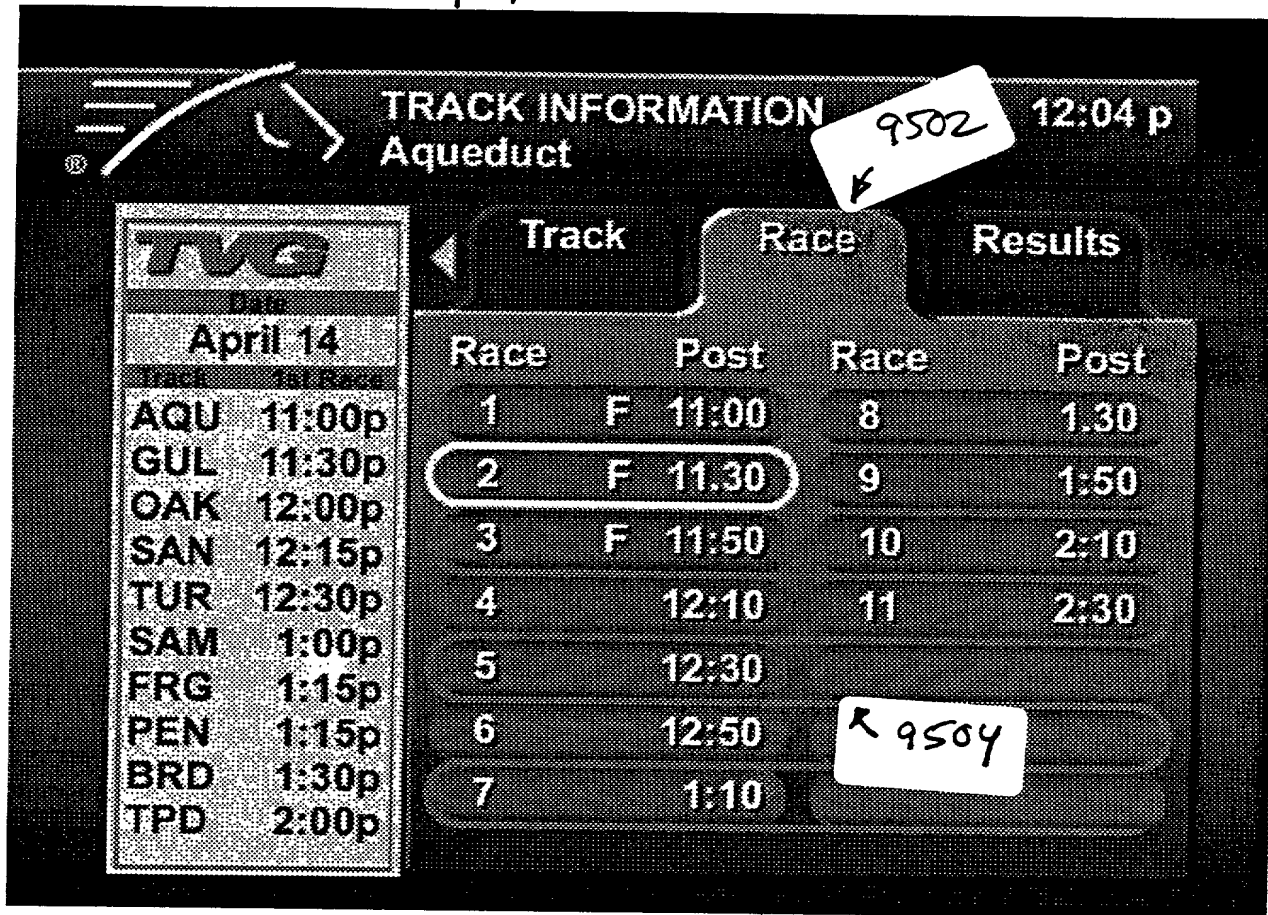 TRACK INFORMATION 12:04 p
Aqueduct
9502
®
TVG
Date
April 14
Track 1st Race
AQU 11:00p
GUL 11:30p
OAK 12:00p
SAN 12:15p
TUR 12:30p
SAM 1:00p
FRG 1:15p
PEN 1:15p
BRD 1:30p
TPD 2:00p
Track Race Results
Race Post Race Post
1 F 11:00 8 1.30
2 F 11.30 9 1:50
3 F 11:50 10 2:10
4 12:10 11 2:30
5 12:30
6 12:50
7 1:10
9504